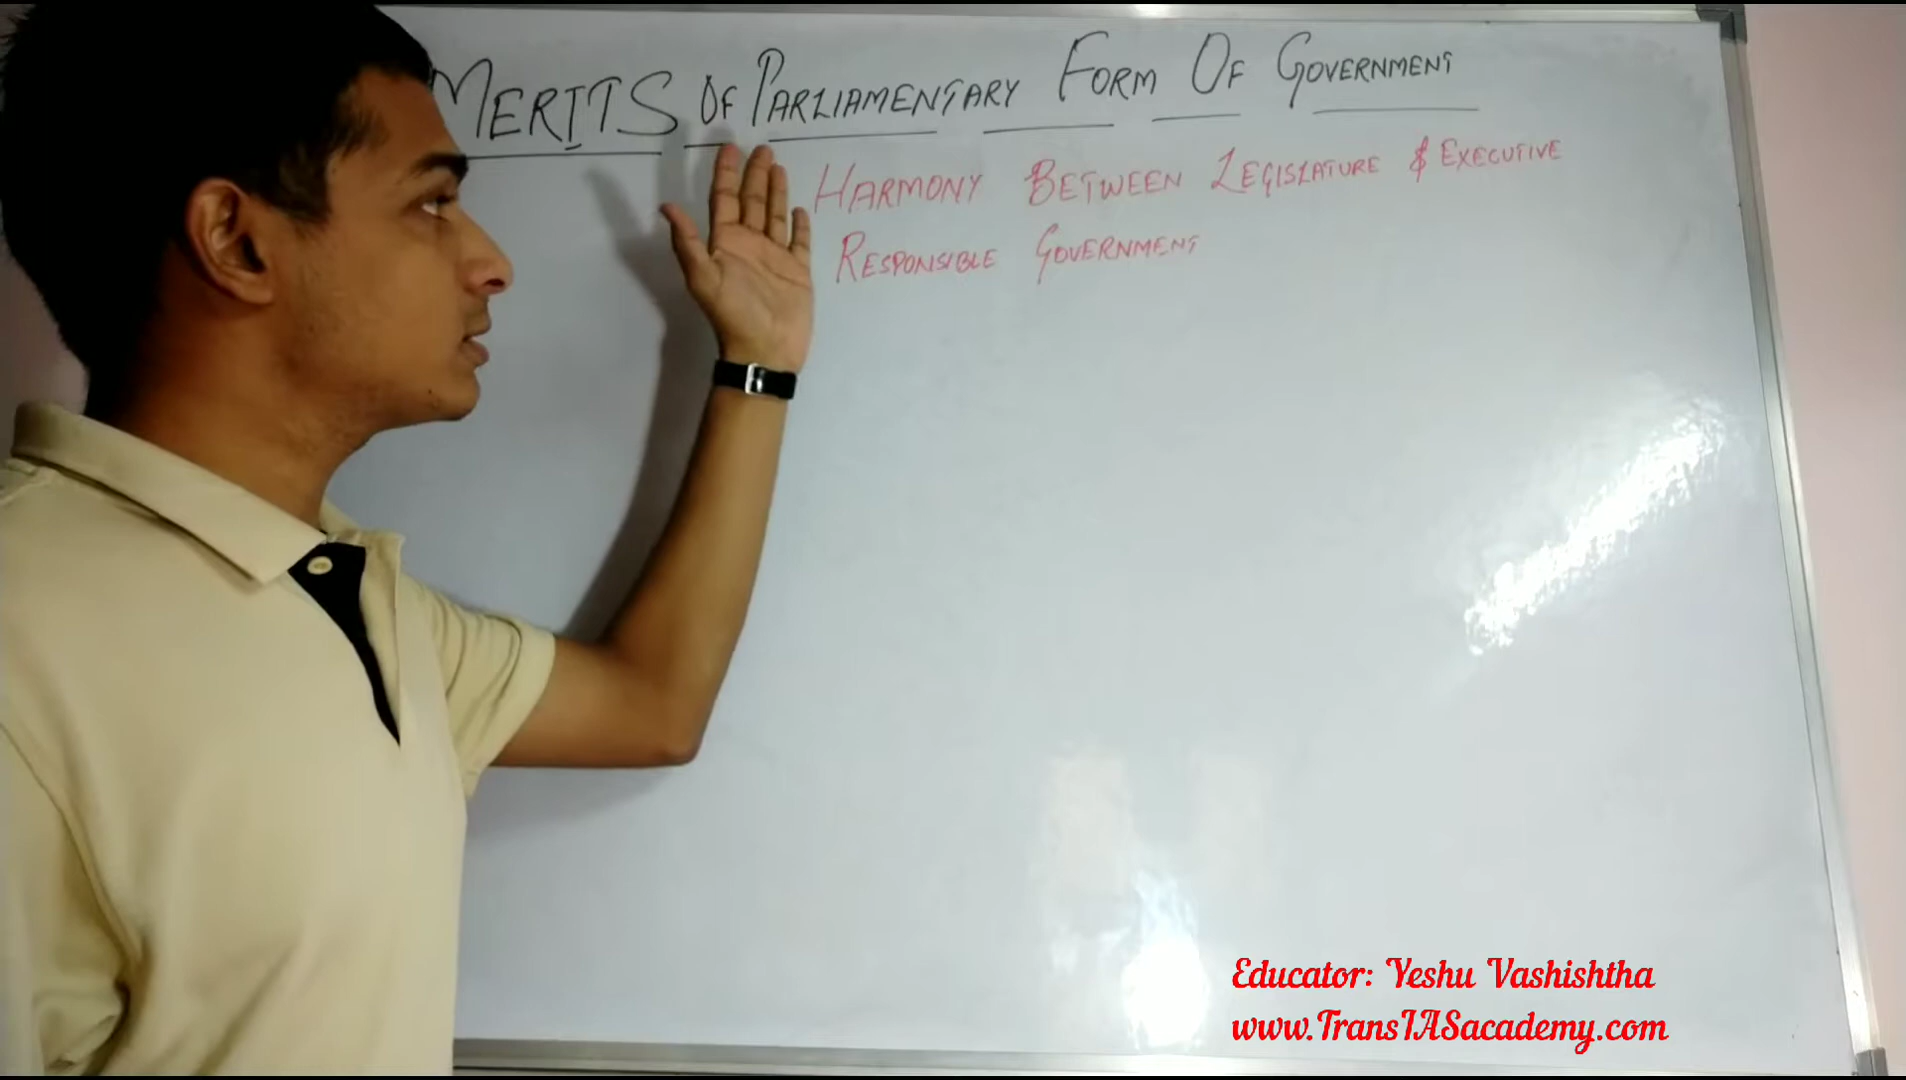 MERITS OF PARLIAMENTARY FORM OF GOVERNMENT
HARMONY BETWEEN LEGISLATURE & EXECUTIVE
RESPONSIBLE GOVERNMENT
Educator: Yeshu Vashishtha
www.TransIASacademy.com